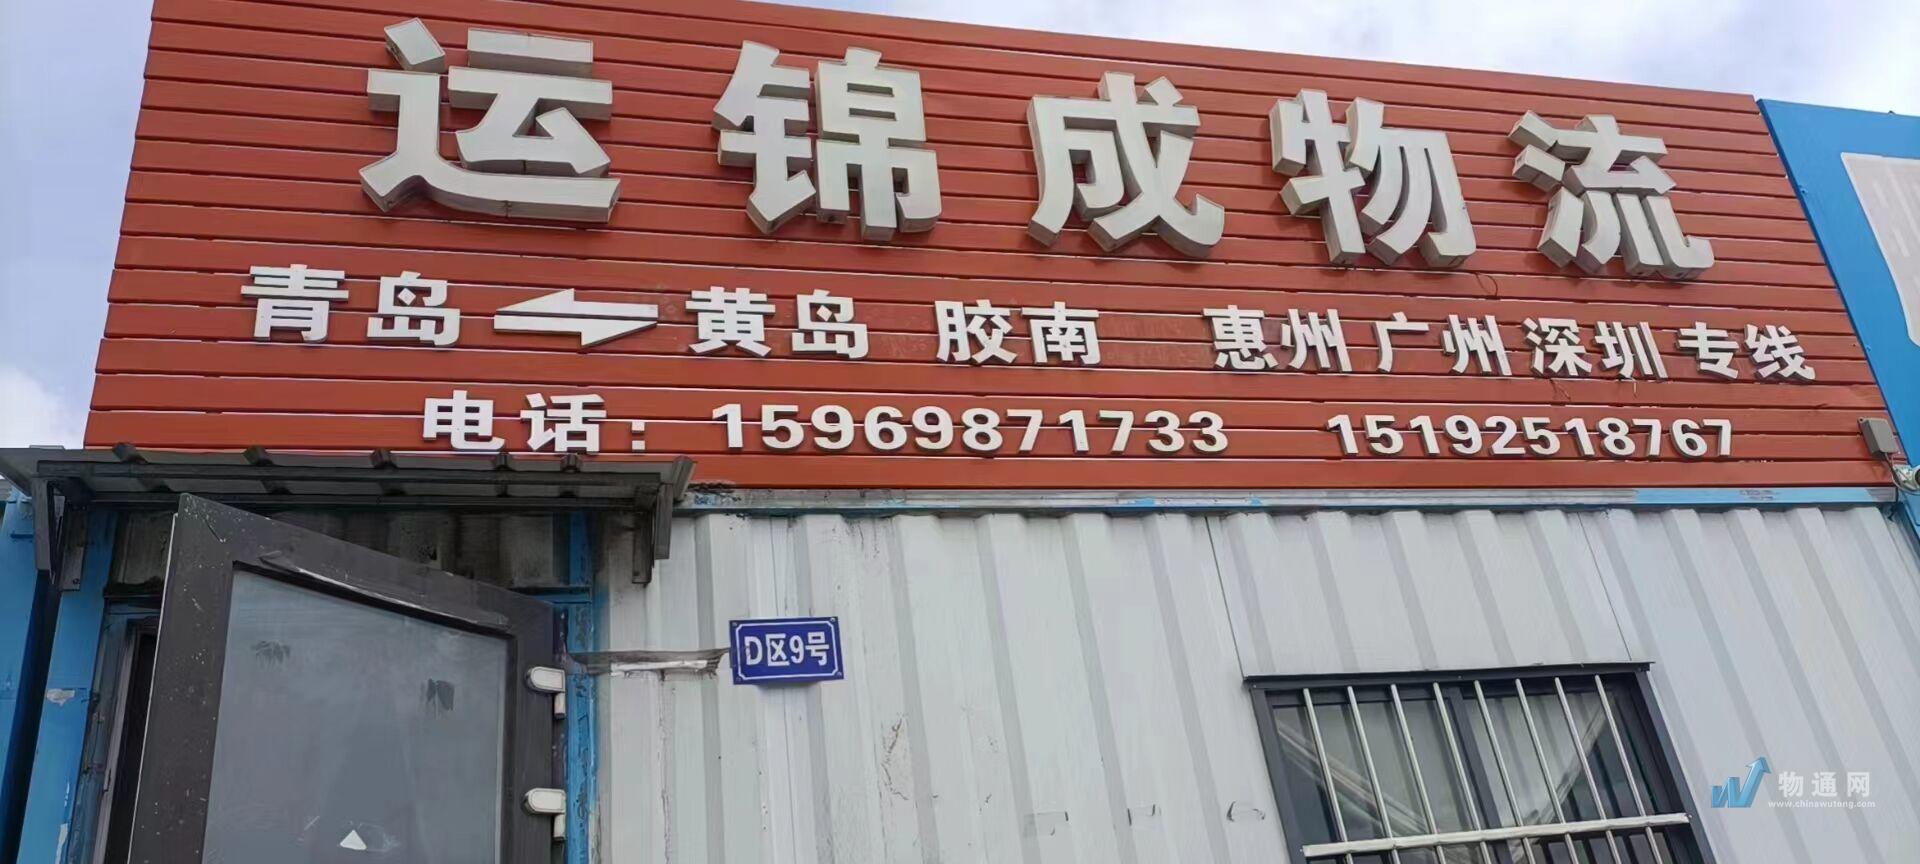 运锦成物流
青岛⇌黄岛 胶南 惠州 广州 深圳 专线
电话：15969871733 15192518767
D区9号
物通网
www.chinawutong.com